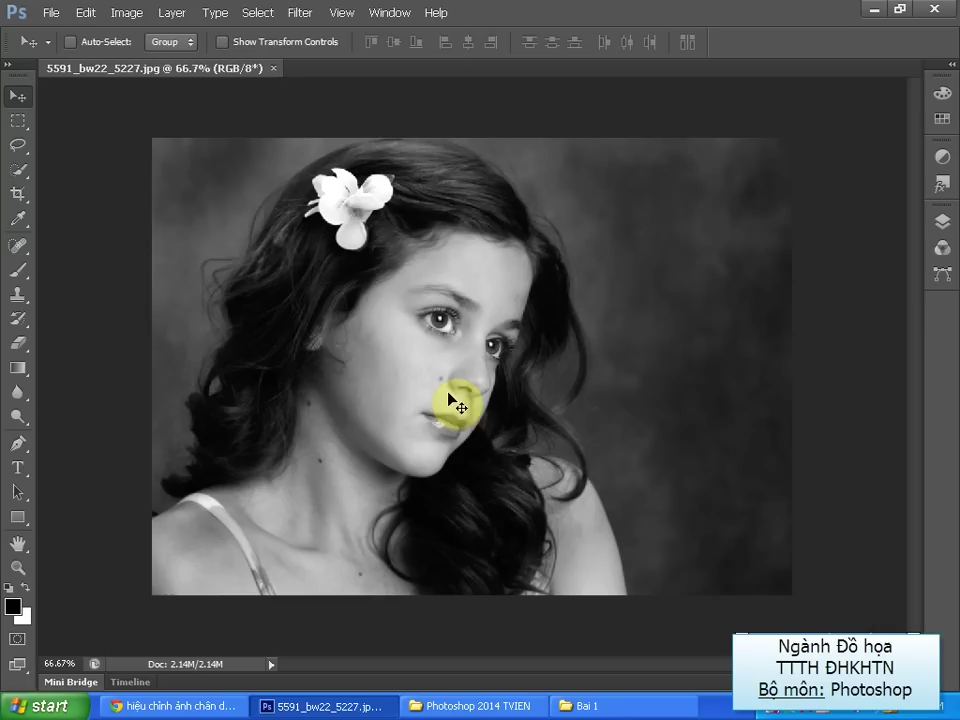 Ps File Edit Image Layer Type Select Filter View Window Help
Auto-Select: Group Show Transform Controls
5591_bw22_5227.jpg @ 66.7% (RGB/8*) ×
66.67% Doc: 2.14M/2.14M
Mini Bridge Timeline
Ngành Đồ họa
TTTH ĐHKHTN
Bộ môn: Photoshop
start hiệu chỉnh ảnh chân d... Ps 5591_bw22_5227.jp... Photoshop 2014 TVIEN Bai 1